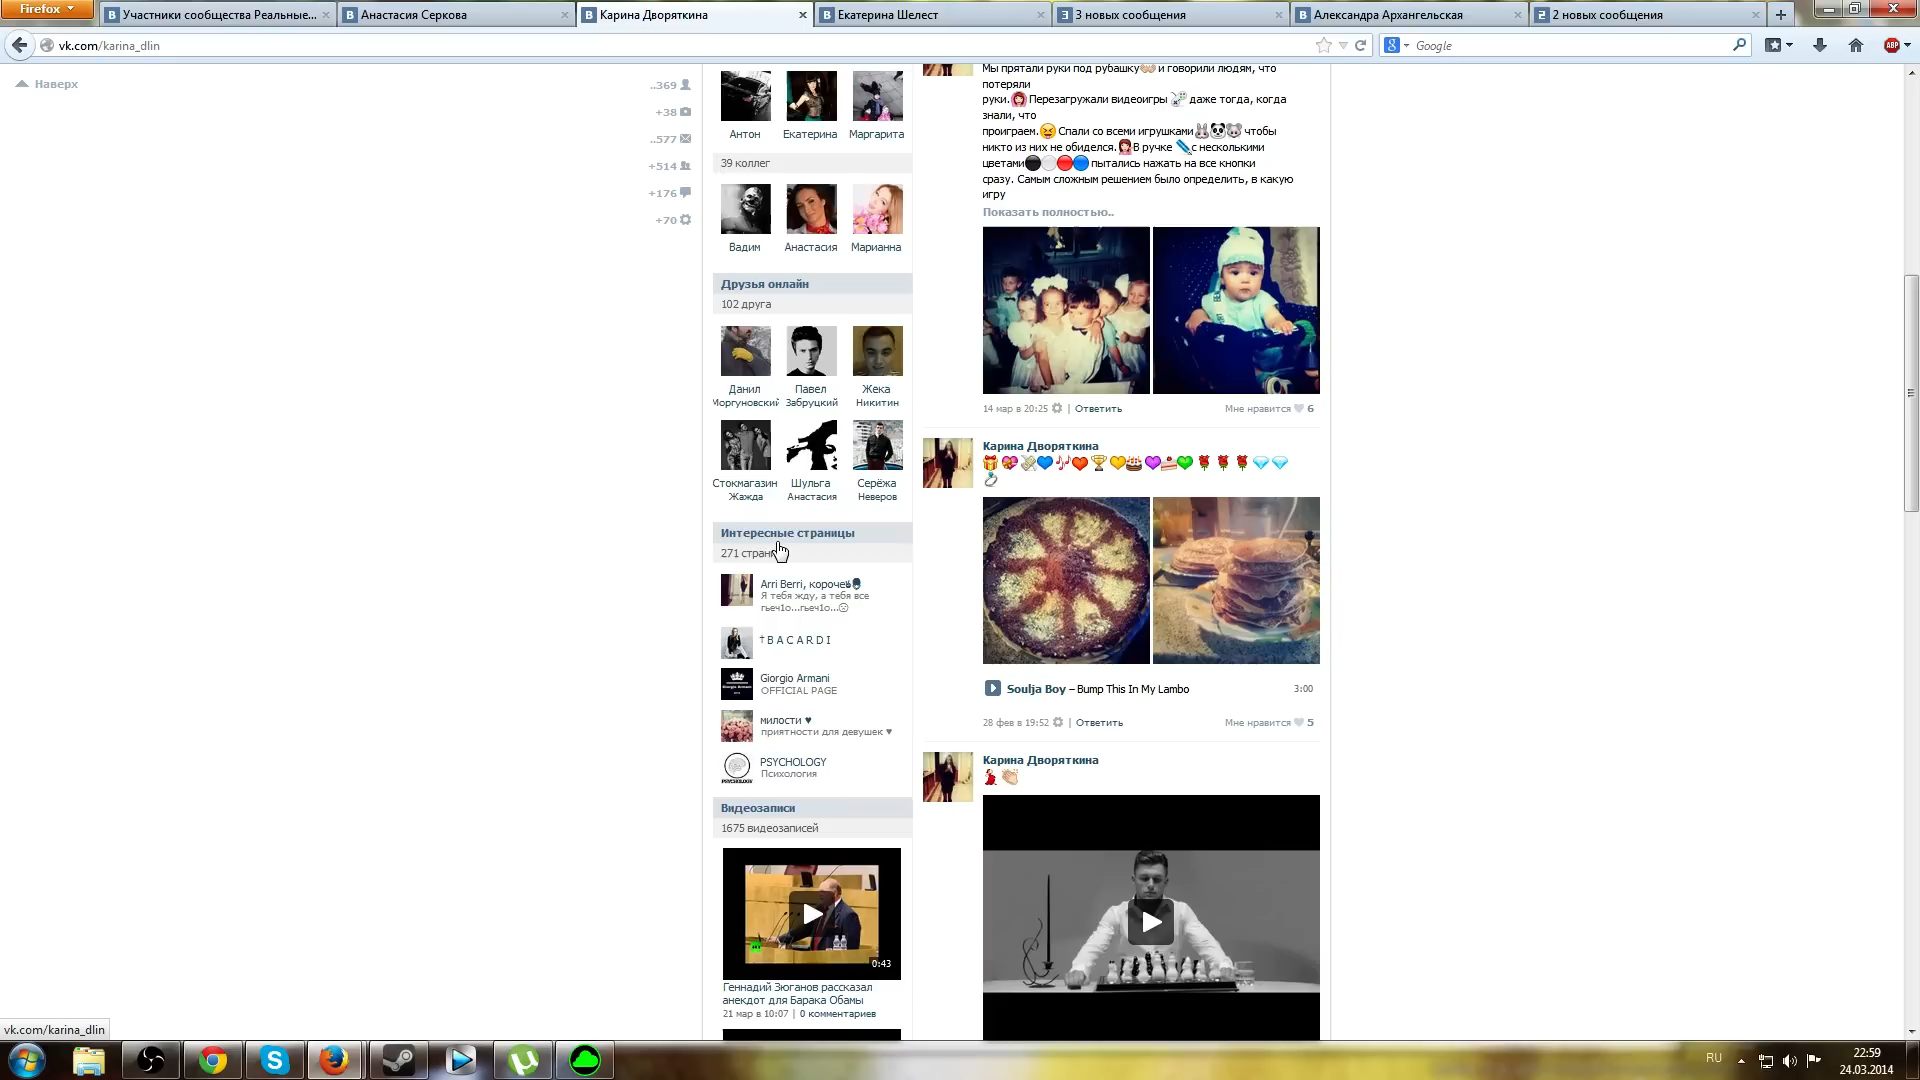 Firefox
Участники сообщества Реальные...
Анастасия Серкова
Карина Дворяткина
Екатерина Шелест
3 новых сообщения
Александра Архангельская
2 новых сообщения
vk.com/karina_dlin
Google
ABP
Наверх
..369
+38
..577
+514
+176
+70
Антон
Екатерина
Маргарита
39 коллег
Вадим
Анастасия
Марианна
Друзья онлайн
102 друга
Данил
Моргуновский
Павел
Забруцкий
Жека
Никитин
Стокмагазин
Жажда
Шульга
Анастасия
Серёжа
Неверов
Интересные страницы
271 стран
Arri Berri, короче
Я тебя жду, а тебя все
гыеч1о...гыеч1о...
† B A C A R D I
Giorgio Armani
OFFICIAL PAGE
милости ♥
приятности для девушек ♥
PSYCHOLOGY
Психология
Видеозаписи
1675 видеозаписей
0:43
Геннадий Зюганов рассказал
анекдот для Барака Обамы
21 мар в 10:07 | 0 комментариев
Мы прятали руки под рубашку👐и говорили людям, что
потеряли
руки.🙆Перезагружали видеоигры 🎮 даже тогда, когда
знали, что
проиграем.😝 Спали со всеми игрушками🐰🐼🐭 чтобы
никто из них не обиделся.💆В ручке ✏с несколькими
цветами⚫⚪🔴🔵 пытались нажать на все кнопки
сразу. Самым сложным решением было определить, в какую
игру
Показать полностью..
14 мар в 20:25 | Ответить
Мне нравится 6
Карина Дворяткина
🎁💝💸💙🎶❤🏆💛🎂💜🍰💚🌹🌹🌹💎💎
💍
Soulja Boy – Bump This In My Lambo
3:00
28 фев в 19:52 | Ответить
Мне нравится 5
Карина Дворяткина
💃👏
vk.com/karina_dlin
RU
22:59
24.03.2014